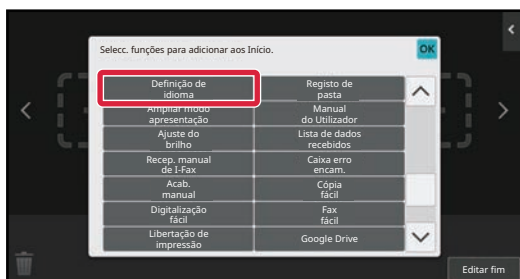 Selecc. funções para adicionar aos Início.
OK
Definição de
idioma
Registo de
pasta
Ampliar modo
apresentação
Manual
do Utilizador
Ajuste do
brilho
Lista de dados
recebidos
Recep. manual
de I-Fax
Caixa erro
encam.
Acab.
manual
Cópia
fácil
Digitalização
fácil
Fax
fácil
Libertação de
impressão
Google Drive
Editar fim